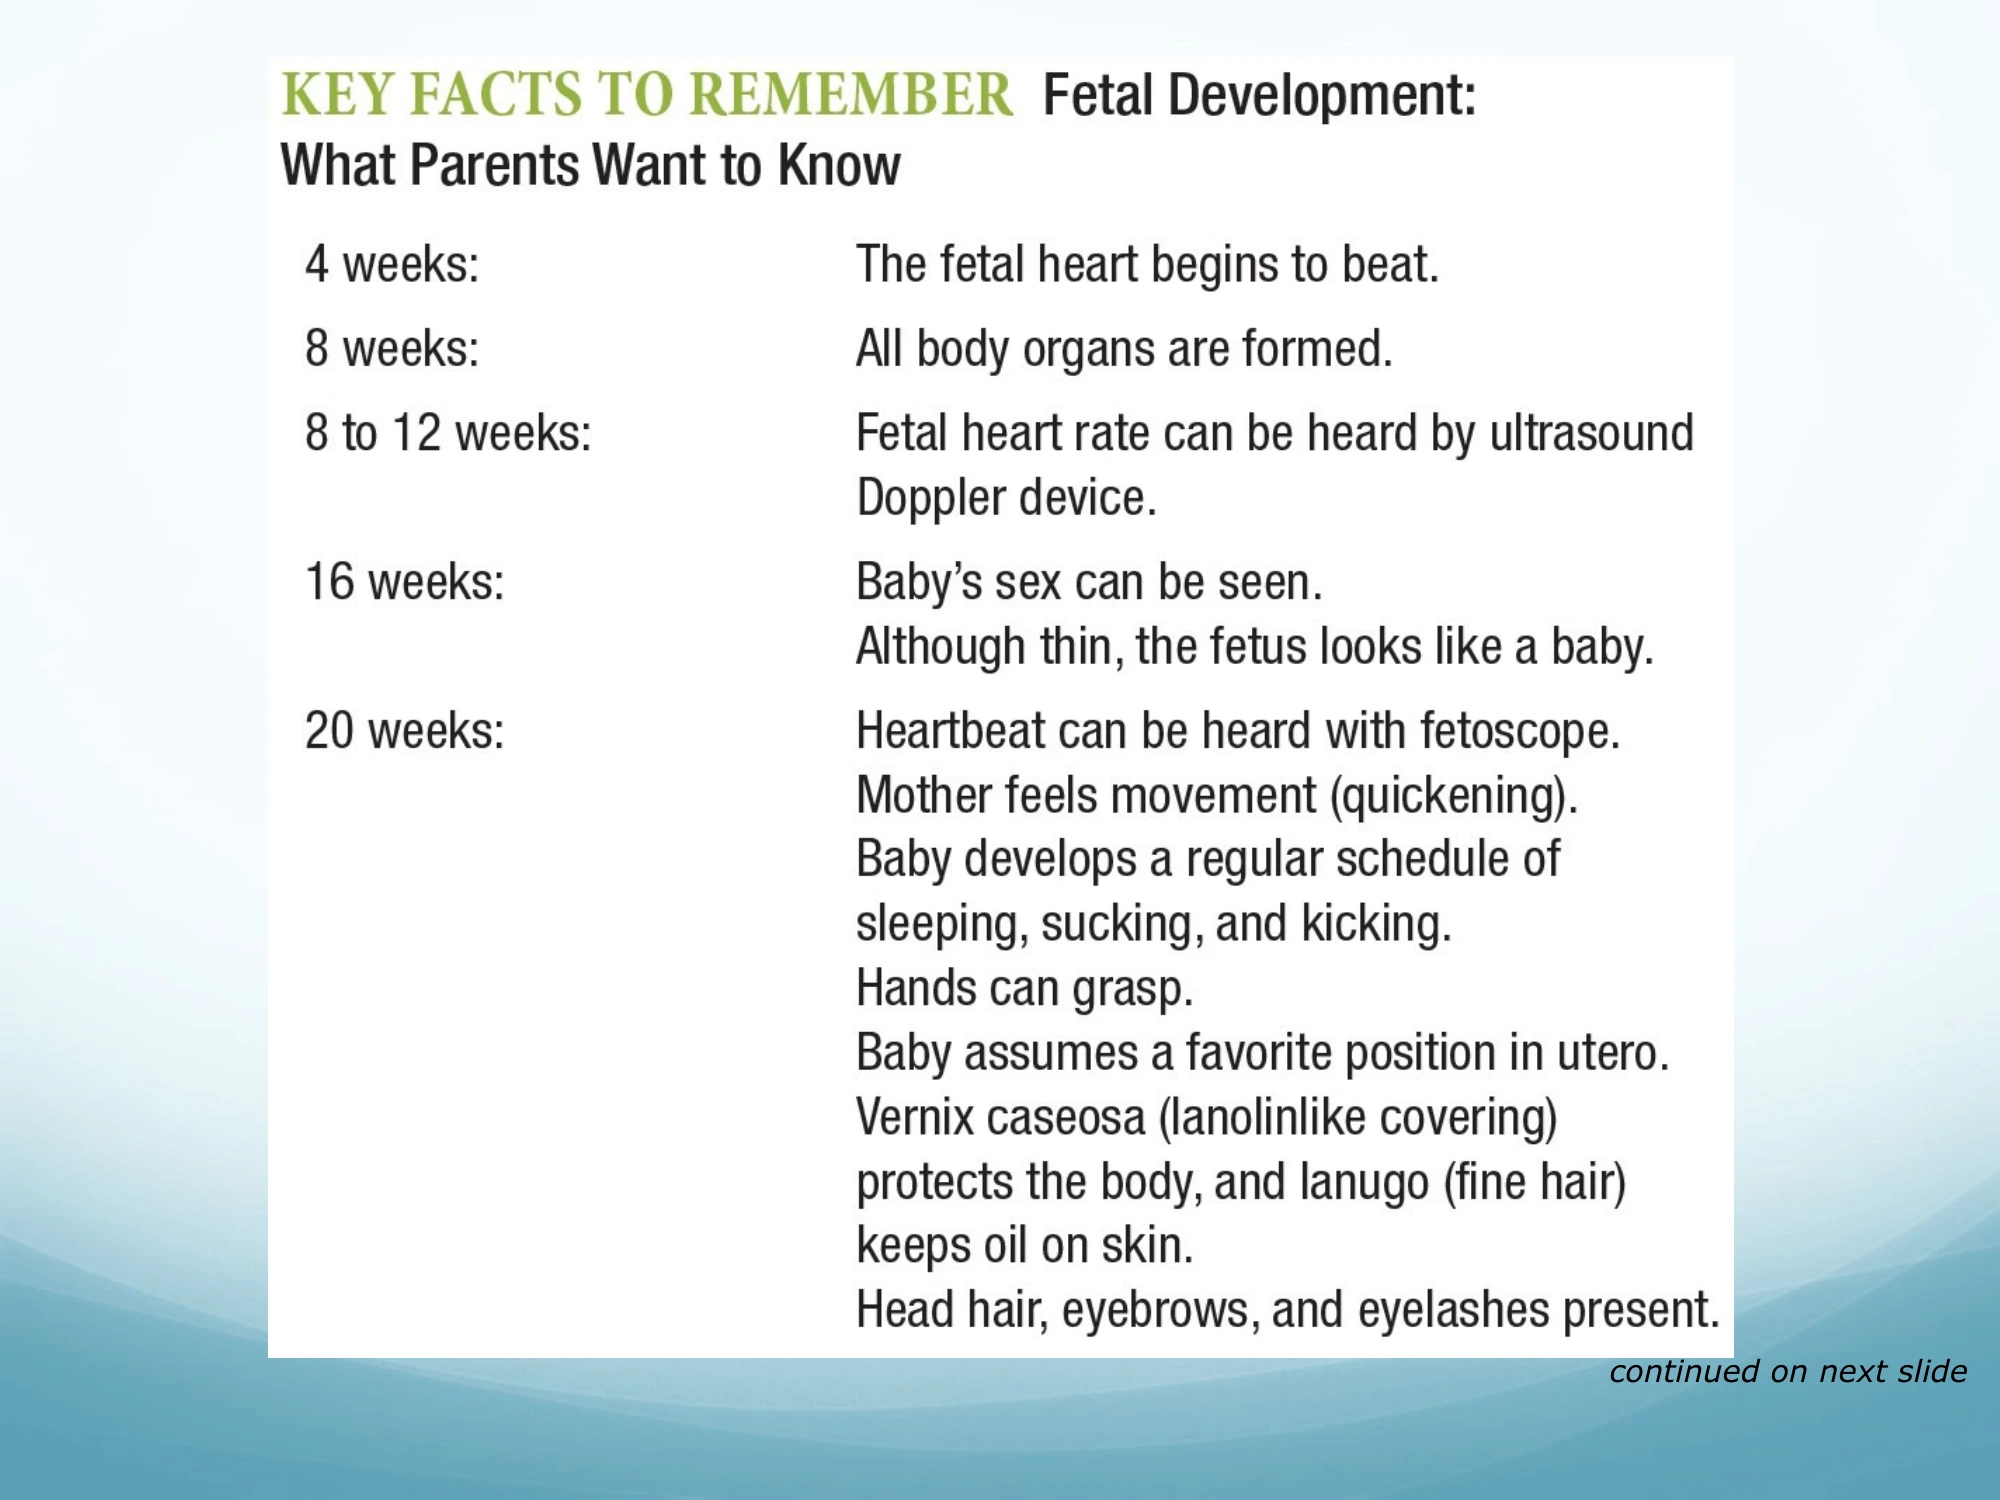 KEY FACTS TO REMEMBER Fetal Development:
What Parents Want to Know
4 weeks: The fetal heart begins to beat.
8 weeks: All body organs are formed.
8 to 12 weeks: Fetal heart rate can be heard by ultrasound
Doppler device.
16 weeks: Baby’s sex can be seen.
Although thin, the fetus looks like a baby.
20 weeks: Heartbeat can be heard with fetoscope.
Mother feels movement (quickening).
Baby develops a regular schedule of
sleeping, sucking, and kicking.
Hands can grasp.
Baby assumes a favorite position in utero.
Vernix caseosa (lanolinlike covering)
protects the body, and lanugo (fine hair)
keeps oil on skin.
Head hair, eyebrows, and eyelashes present.
continued on next slide